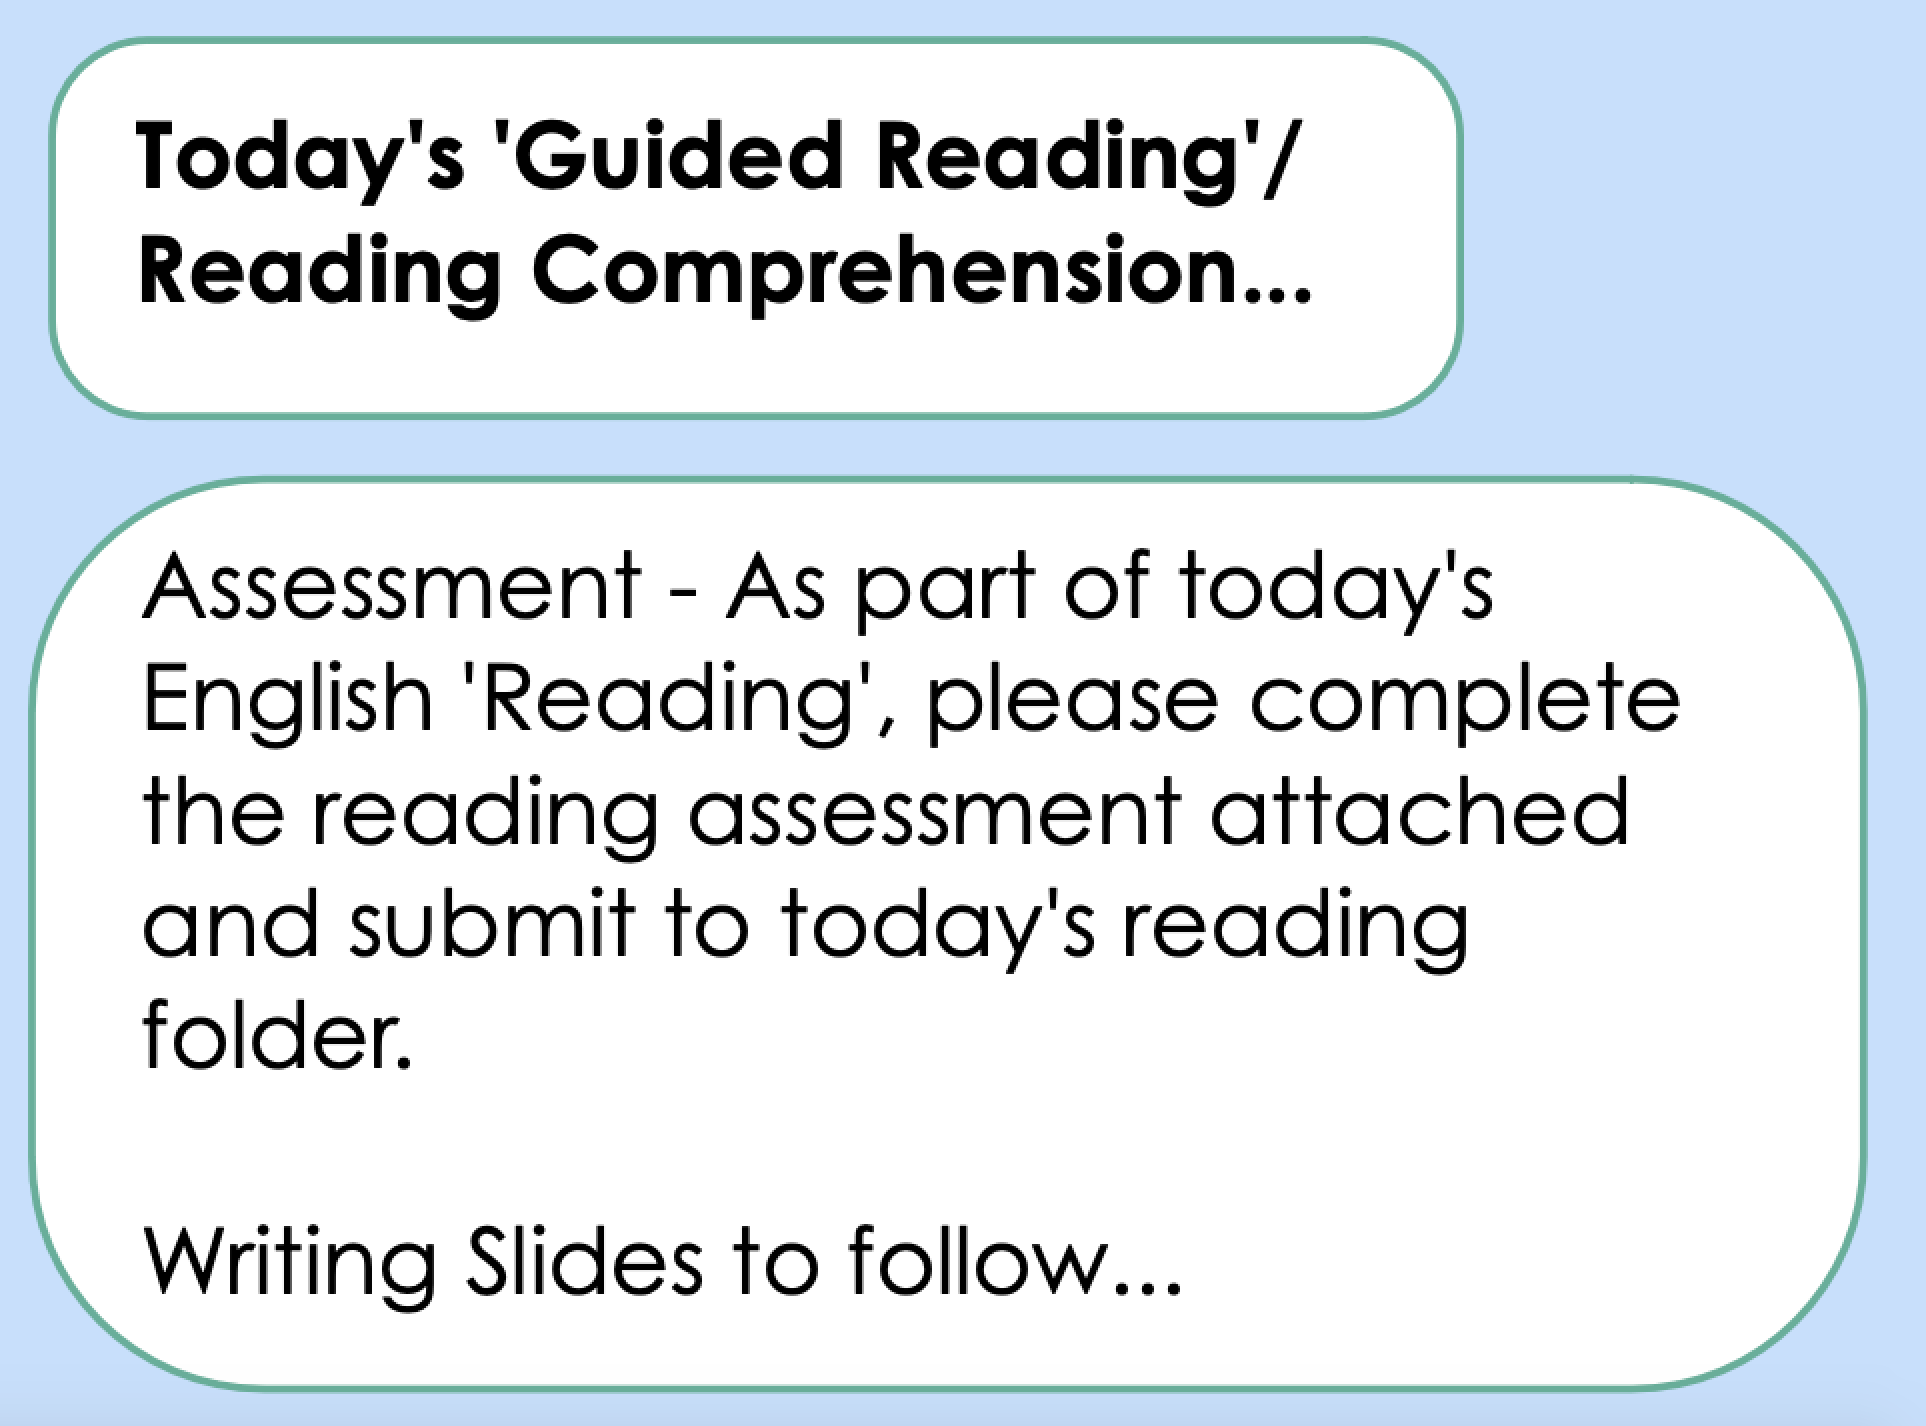 Today's 'Guided Reading'/
Reading Comprehension...
Assessment - As part of today's
English 'Reading', please complete
the reading assessment attached
and submit to today's reading
folder.
Writing Slides to follow...